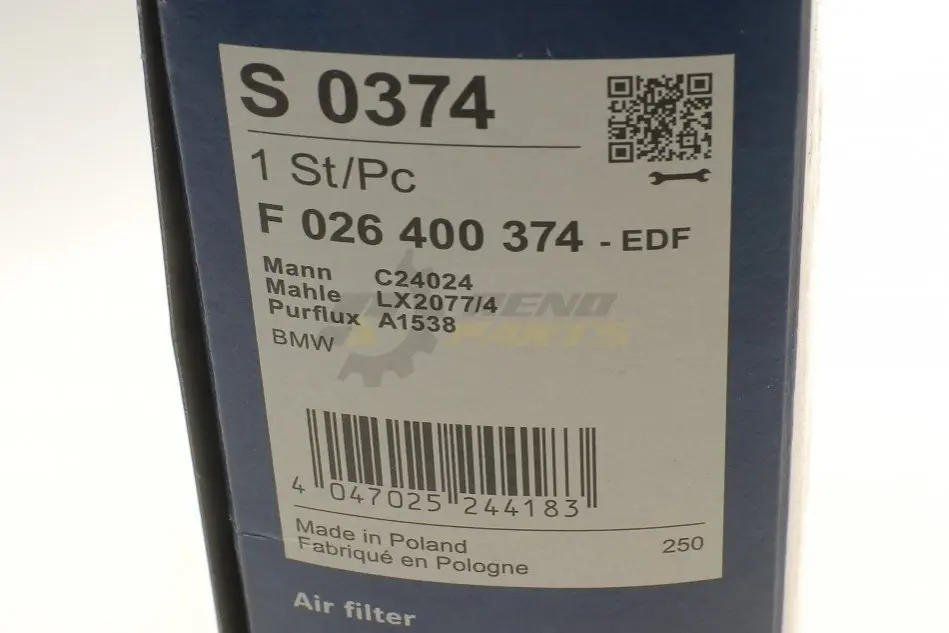 S 0374
1 St/Pc
F 026 400 374 - EDF
Mann C24024
Mahle LX2077/4
Purflux A1538
BMW
PARTS
4 047025 244183
Made in Poland
Fabriqué en Pologne
250
Air filter